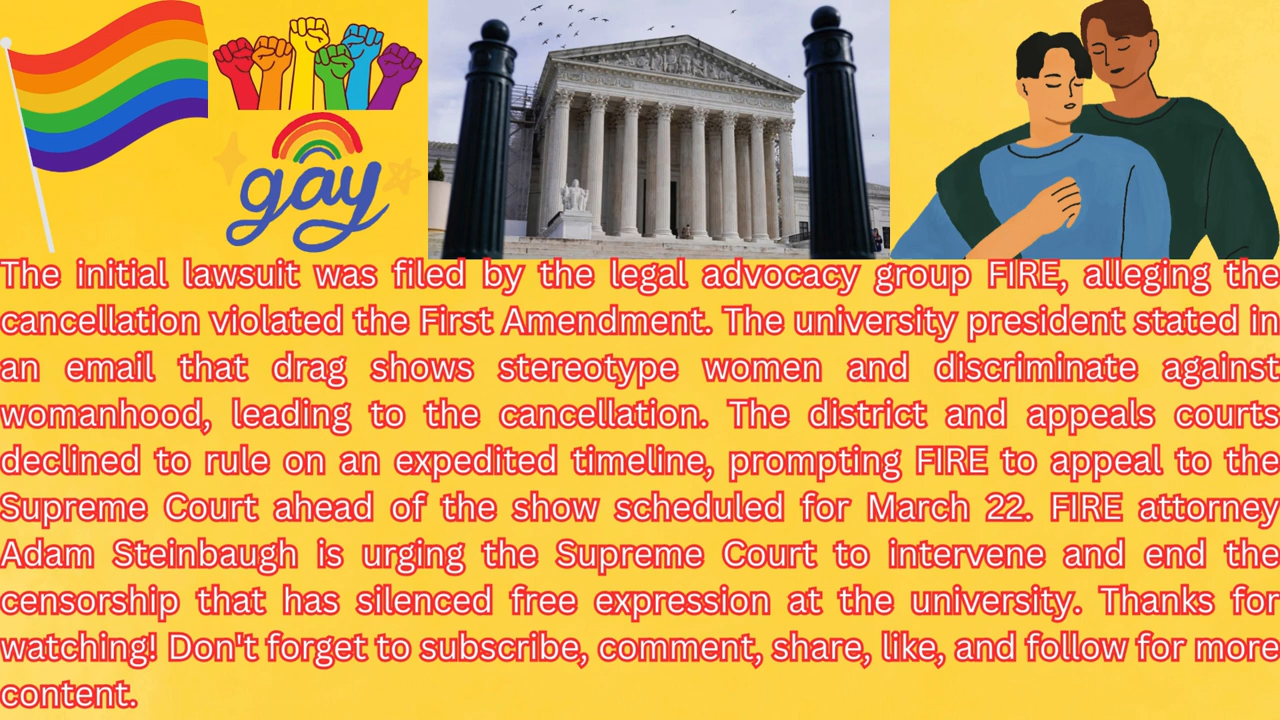 gay
The initial lawsuit was filed by the legal advocacy group FIRE, alleging the
cancellation violated the First Amendment. The university president stated in
an email that drag shows stereotype women and discriminate against
womanhood, leading to the cancellation. The district and appeals courts
declined to rule on an expedited timeline, prompting FIRE to appeal to the
Supreme Court ahead of the show scheduled for March 22. FIRE attorney
Adam Steinbaugh is urging the Supreme Court to intervene and end the
censorship that has silenced free expression at the university. Thanks for
watching! Don't forget to subscribe, comment, share, like, and follow for more
content.